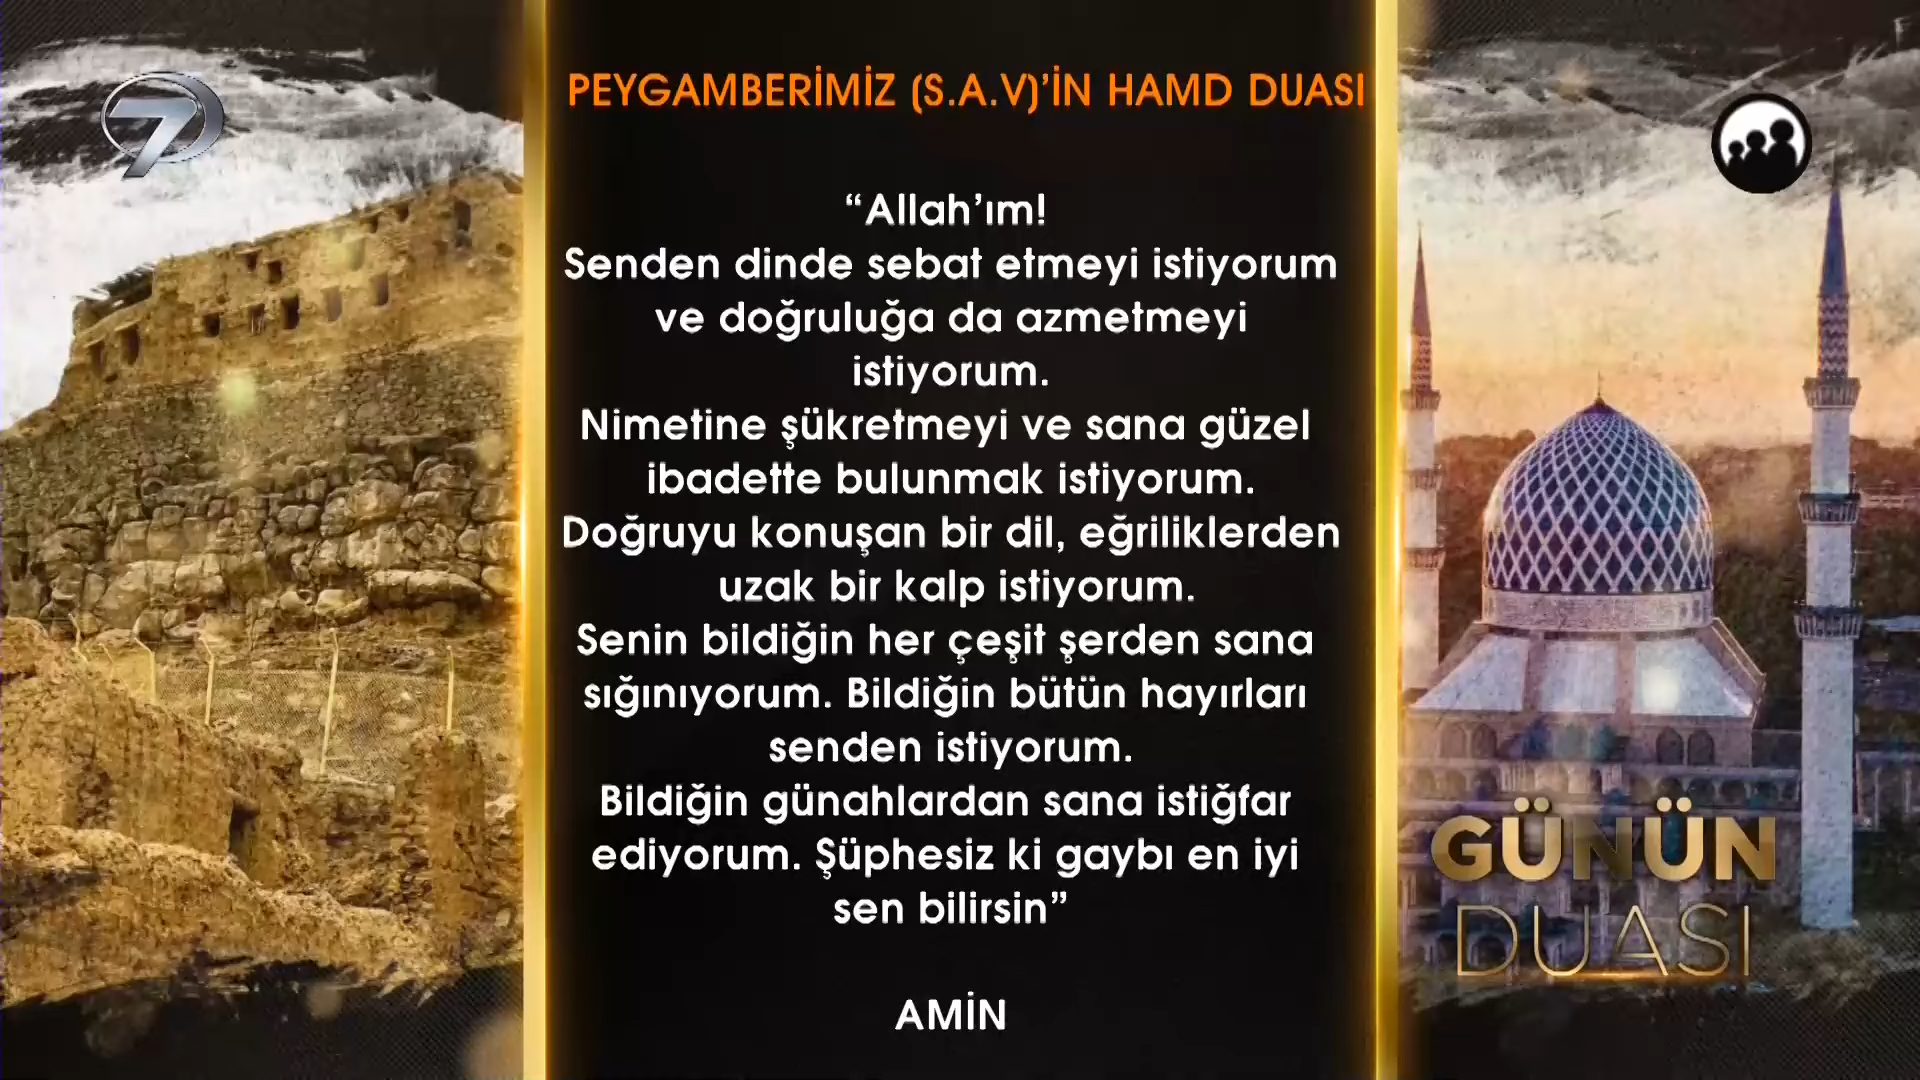 7
PEYGAMBERİMİZ (S.A.V)’İN HAMD DUASI
“Allah’ım!
Senden dinde sebat etmeyi istiyorum
ve doğruluğa da azmetmeyi
istiyorum.
Nimetine şükretmeyi ve sana güzel
ibadette bulunmak istiyorum.
Doğruyu konuşan bir dil, eğriliklerden
uzak bir kalp istiyorum.
Senin bildiğin her çeşit şerden sana
sığınıyorum. Bildiğin bütün hayırları
senden istiyorum.
Bildiğin günahlardan sana istiğfar
ediyorum. Şüphesiz ki gaybı en iyi
sen bilirsin”
AMİN
GÜNÜN
DUASI